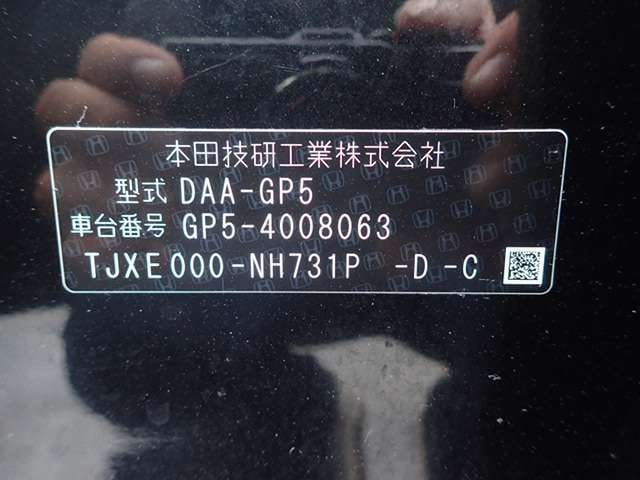 本田技研工業株式会社
型式 DAA-GP5
車台番号 GP5-4008063
TJXE000-NH731P -D -C